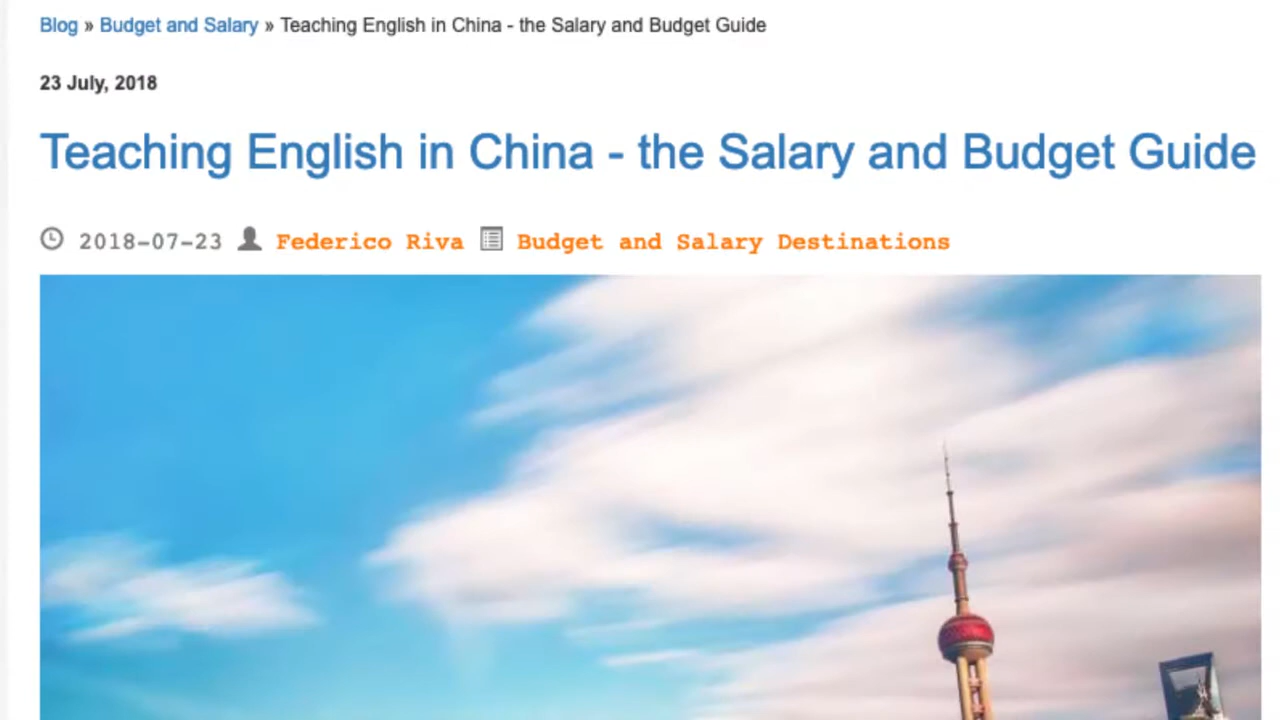 Blog » Budget and Salary » Teaching English in China - the Salary and Budget Guide
23 July, 2018
Teaching English in China - the Salary and Budget Guide
2018-07-23 Federico Riva Budget and Salary Destinations